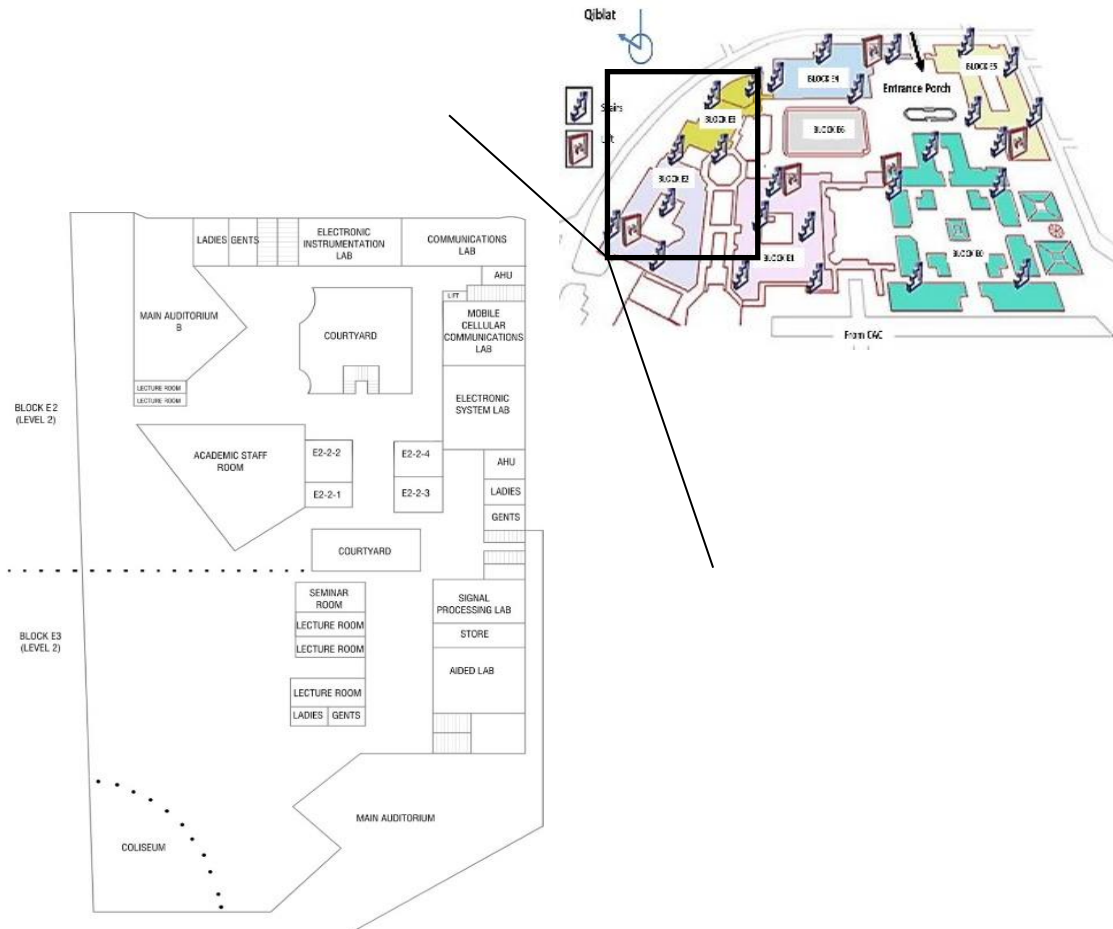 Qiblat
BLOCK E4
BLOCK E5
Entrance Porch
Stairs
BLOCK E3
BLOCK E6
BLOCK E2
BLOCK E1
BLOCK E0
From CAC
LADIES
GENTS
ELECTRONIC
INSTRUMENTATION
LAB
COMMUNICATIONS
LAB
AHU
LIFT
MAIN AUDITORIUM
B
COURTYARD
MOBILE
CELLULAR
COMMUNICATIONS
LAB
LECTURE ROOM
LECTURE ROOM
BLOCK E2
(LEVEL 2)
ELECTRONIC
SYSTEM LAB
ACADEMIC STAFF
ROOM
E2-2-2
E2-2-4
E2-2-1
E2-2-3
AHU
LADIES
GENTS
COURTYARD
BLOCK E3
(LEVEL 2)
SEMINAR
ROOM
LECTURE ROOM
LECTURE ROOM
SIGNAL
PROCESSING LAB
STORE
AIDED LAB
LECTURE ROOM
LADIES
GENTS
MAIN AUDITORIUM
COLISEUM